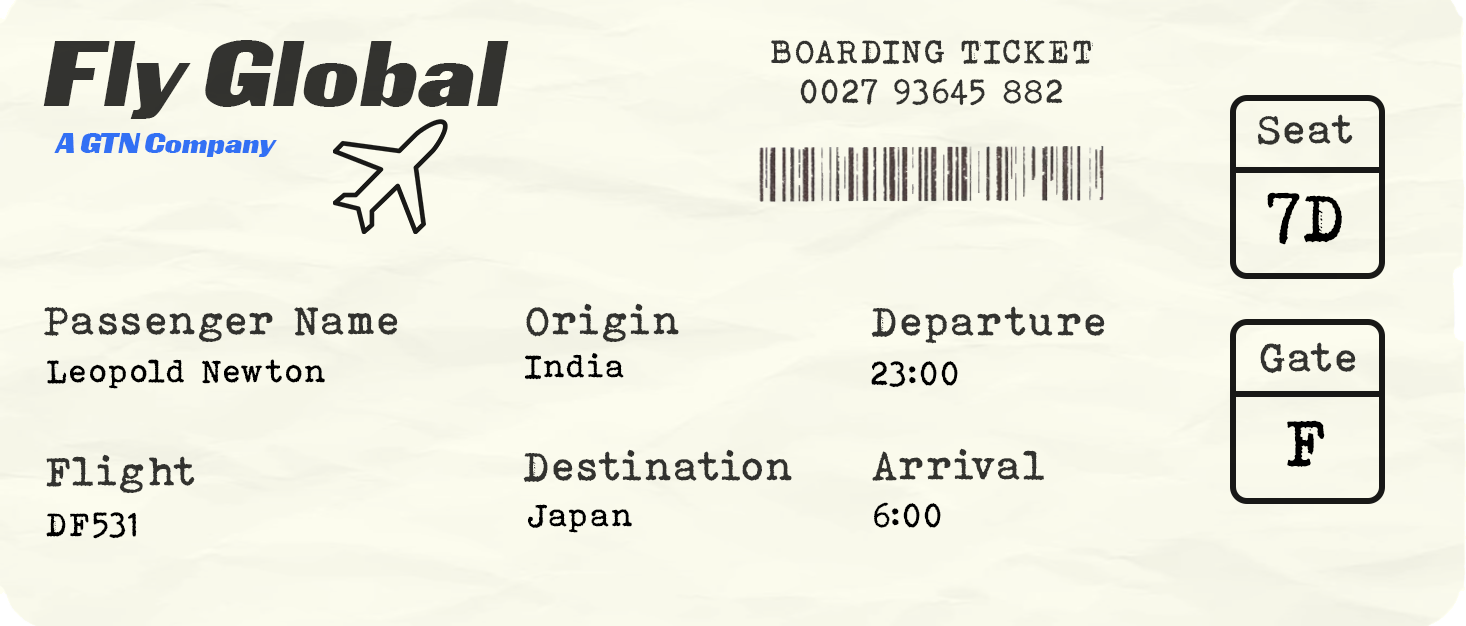 Fly Global
A GTN Company
BOARDING TICKET
0027 93645 882
Seat
7D
Passenger Name
Leopold Newton
Origin
India
Departure
23:00
Gate
F
Flight
DF531
Destination
Japan
Arrival
6:00